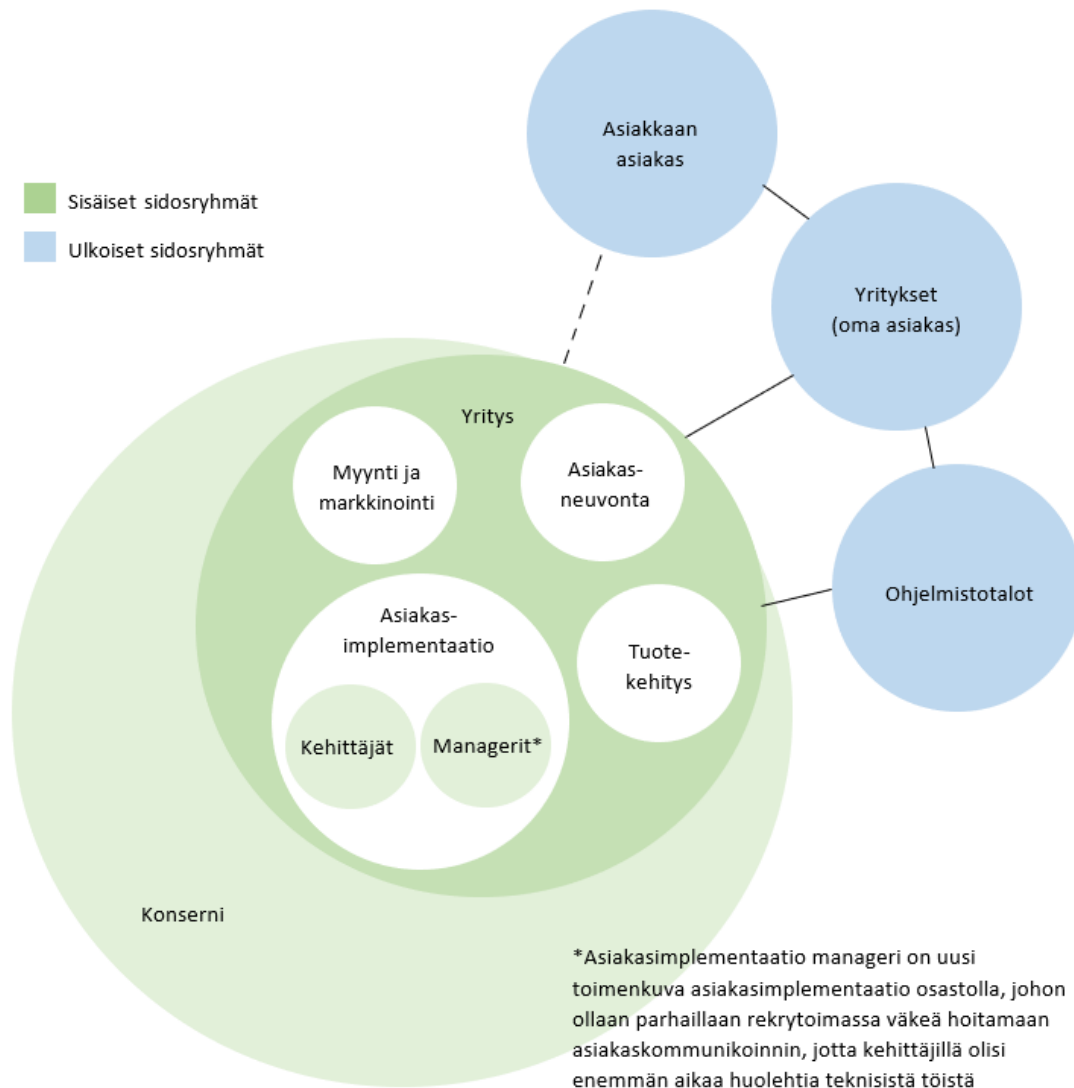 Asiakkaan
asiakas
Sisäiset sidosryhmät
Ulkoiset sidosryhmät
Yritykset
(oma asiakas)
Yritys
Myynti ja
markkinointi
Asiakas-
neuvonta
Ohjelmistotalot
Asiakas-
implementaatio
Tuote-
kehitys
Kehittäjät
Managerit*
Konserni
*Asiakasimplementaatio manageri on uusi
toimenkuva asiakasimplementaatio osastolla, johon
ollaan parhaillaan rekrytoimassa väkeä hoitamaan
asiakaskommunikoinnin, jotta kehittäjillä olisi
enemmän aikaa huolehtia teknisistä töistä